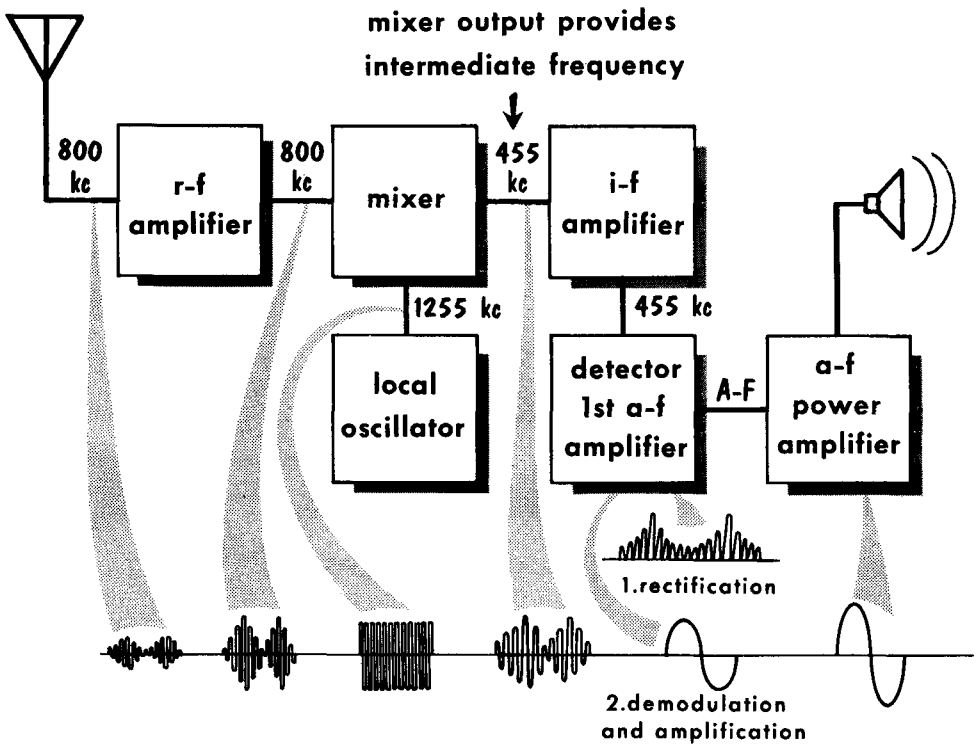 mixer output provides
intermediate frequency
800
kc
r-f
amplifier
800
kc
mixer
455
kc
i-f
amplifier
1255 kc
local
oscillator
455 kc
detector
1st a-f
amplifier
A-F
a-f
power
amplifier
1.rectification
2.demodulation
and amplification